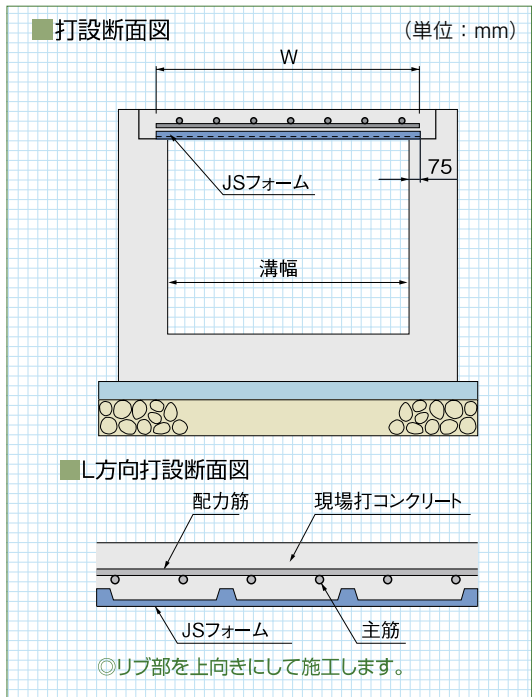 ■打設断面図
(単位：mm)
W
JSフォーム
75
溝幅
■L方向打設断面図
配力筋
現場打コンクリート
JSフォーム
主筋
◎リブ部を上向きにして施工します。